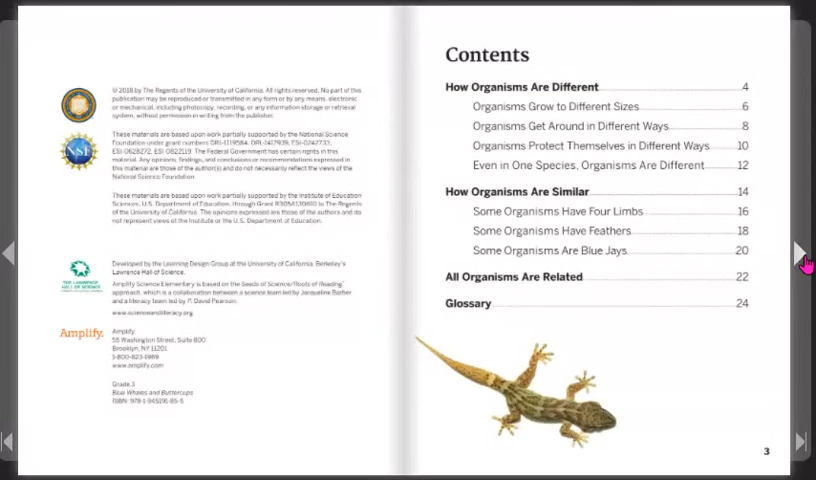 © 2018 by The Regents of the University of California. All rights reserved. No part of this
publication may be reproduced or transmitted in any form or by any means, electronic
or mechanical, including photocopy, recording, or any information storage or retrieval
system, without permission in writing from the publisher.
These materials are based upon work partially supported by the National Science
Foundation under grant numbers
The Federal Government has certain rights in this
material. Any opinions, findings, and conclusions or recommendations expressed in
this material are those of the author(s) and do not necessarily reflect the views of the
National Science Foundation.
These materials are based upon work partially supported by the Institute of Education
Sciences, U.S. Department of Education, through Grant R305A130610 to The Regents
of the University of California. The opinions expressed are those of the authors and do
not represent views of the Institute or the U.S. Department of Education.
NSF
Developed by the Learning Design Group at the University of California, Berkeley's
Lawrence Hall of Science.
THE LAWRENCE
HALL OF SCIENCE
Amplify Science Elementary is based on the Seeds of Science/Roots of Reading®
approach, which is a collaboration between a science team led by Jacqueline Barber
and a literacy team led by P. David Pearson.
www.scienceandliteracy.org
Amplify.
Amplify
55 Washington Street, Suite 800
Brooklyn, NY 11201
1-800-823-1969
www.amplify.com
Grade 3
Blue Whales and Buttercups
Contents
How Organisms Are Different 4
Organisms Grow to Different Sizes 6
Organisms Get Around in Different Ways 8
Organisms Protect Themselves in Different Ways 10
Even in One Species, Organisms Are Different 12
How Organisms Are Similar 14
Some Organisms Have Four Limbs 16
Some Organisms Have Feathers 18
Some Organisms Are Blue Jays 20
All Organisms Are Related 22
Glossary 24
3